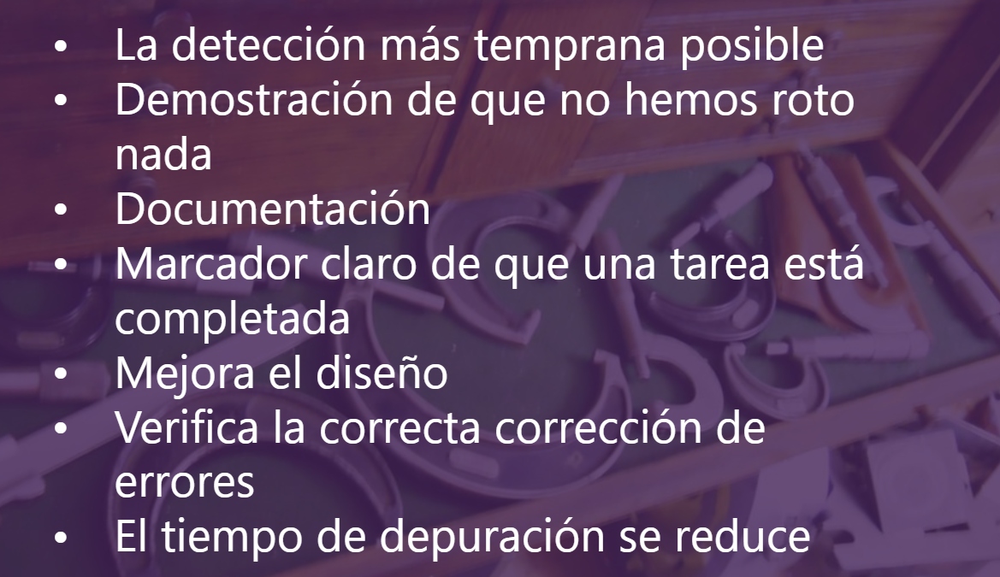 • La detección más temprana posible
• Demostración de que no hemos roto
nada
• Documentación
• Marcador claro de que una tarea está
completada
• Mejora el diseño
• Verifica la correcta corrección de
errores
• El tiempo de depuración se reduce